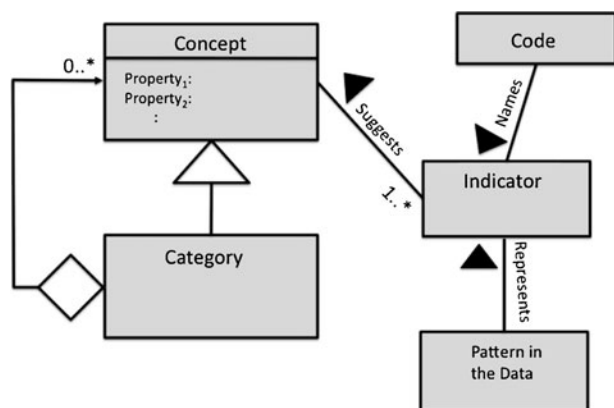 Concept
Code
0..*
Property₁:
Property₂:
:
Suggests
Names
1..*
Indicator
Category
Represents
Pattern in
the Data